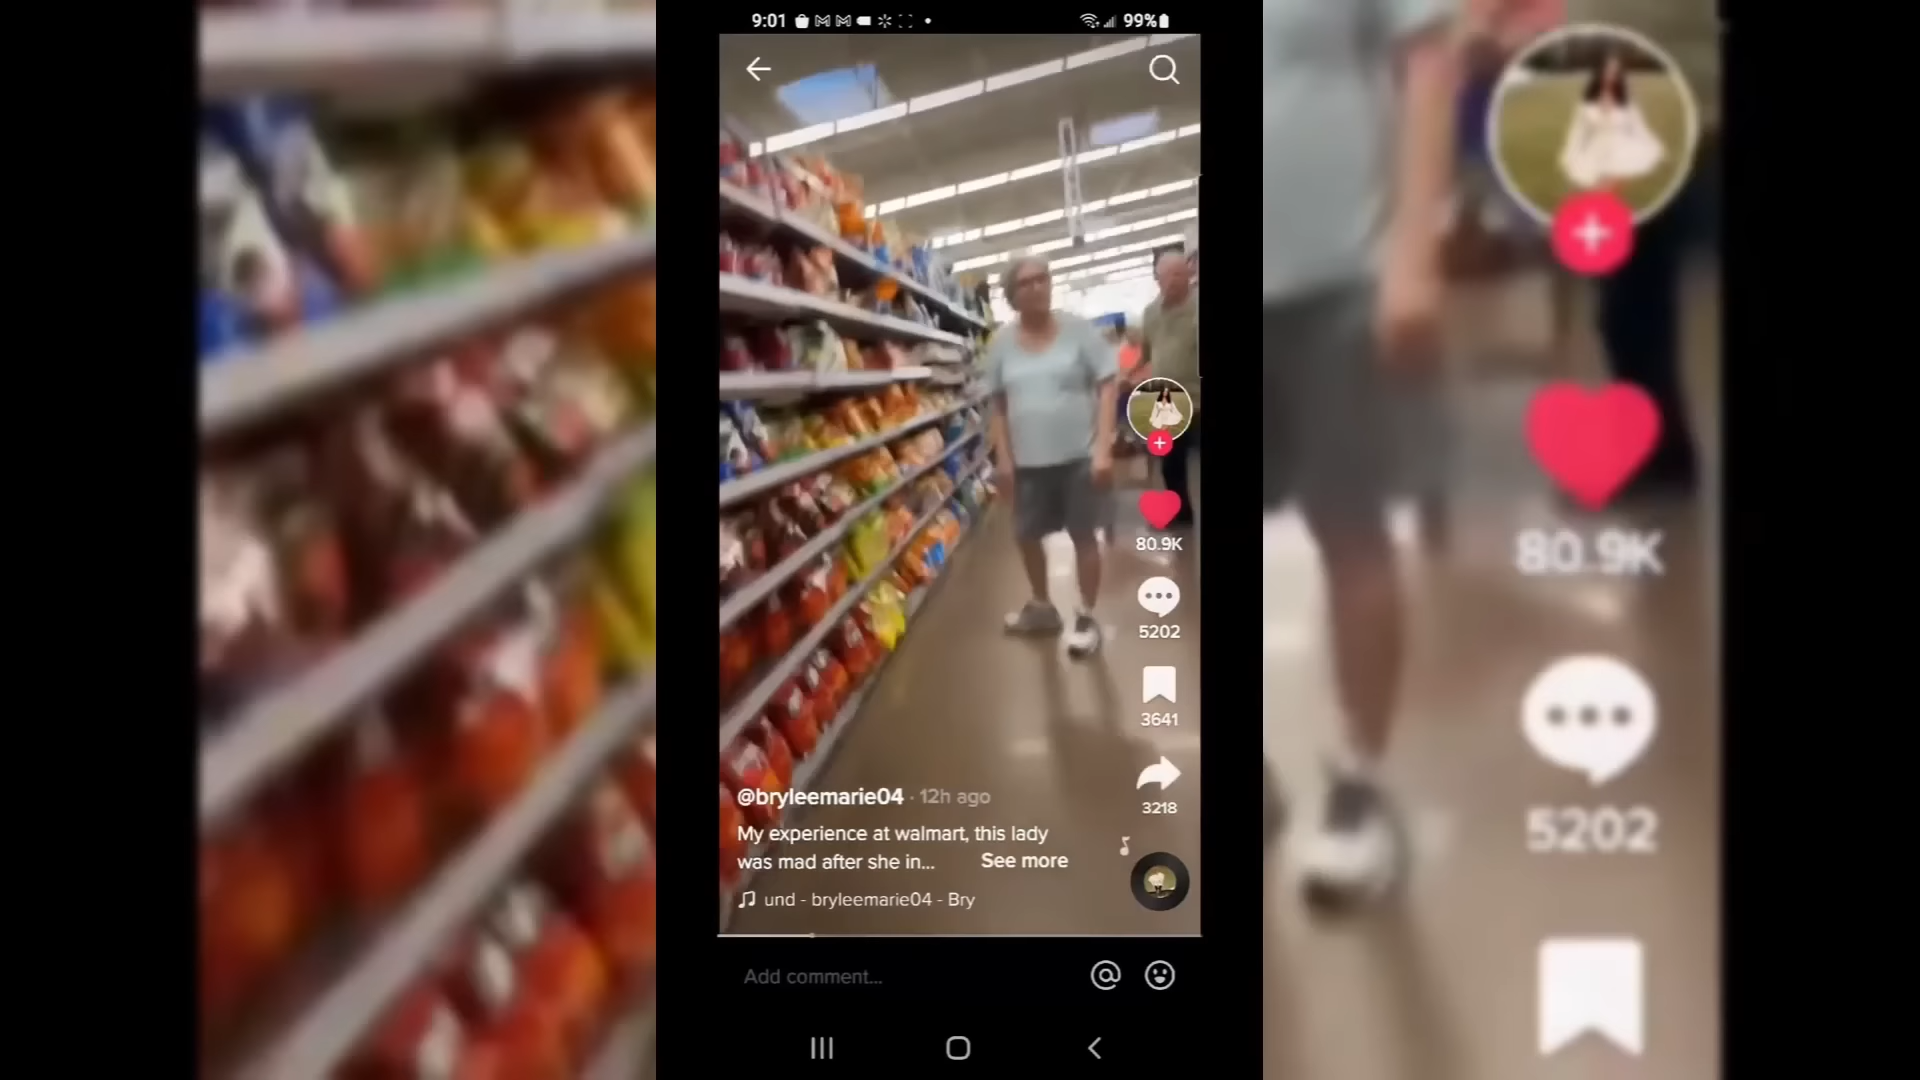 9:01
99%
80.9K
5202
3641
3218
@bryleemarie04 · 12h ago
My experience at walmart, this lady
was mad after she in... See more
und - bryleemarie04 - Bry
Add comment...
80.9K
5202